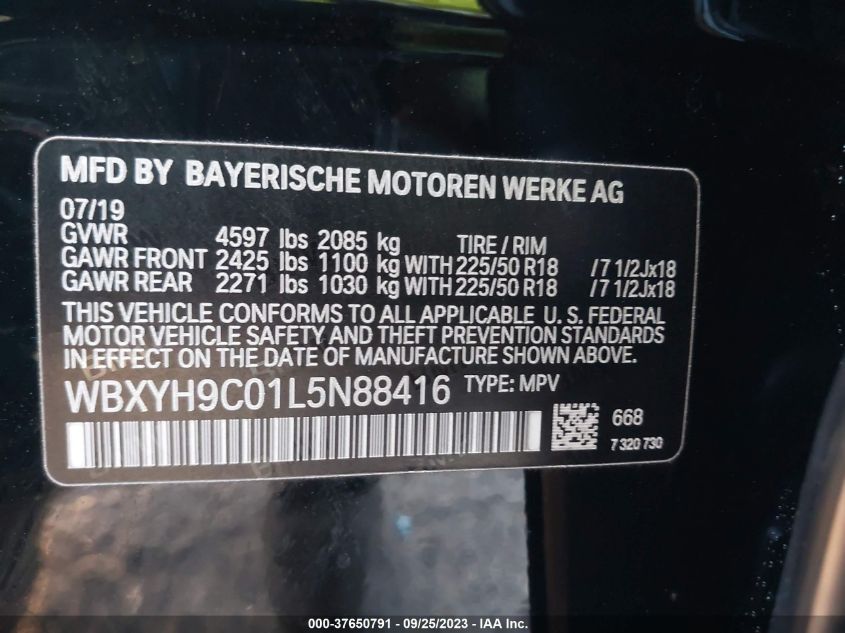 MFD BY BAYERISCHE MOTOREN WERKE AG
07/19
GVWR 4597 lbs 2085 kg TIRE / RIM
GAWR FRONT 2425 lbs 1100 kg WITH 225/50 R18 /7 1/2Jx18
GAWR REAR 2271 lbs 1030 kg WITH 225/50 R18 /7 1/2Jx18
THIS VEHICLE CONFORMS TO ALL APPLICABLE U. S. FEDERAL
MOTOR VEHICLE SAFETY AND THEFT PREVENTION STANDARDS
IN EFFECT ON THE DATE OF MANUFACTURE SHOWN ABOVE.
WBXYH9C01L5N88416 TYPE: MPV
668
7 320 730
000-37650791 - 09/25/2023 - IAA Inc.